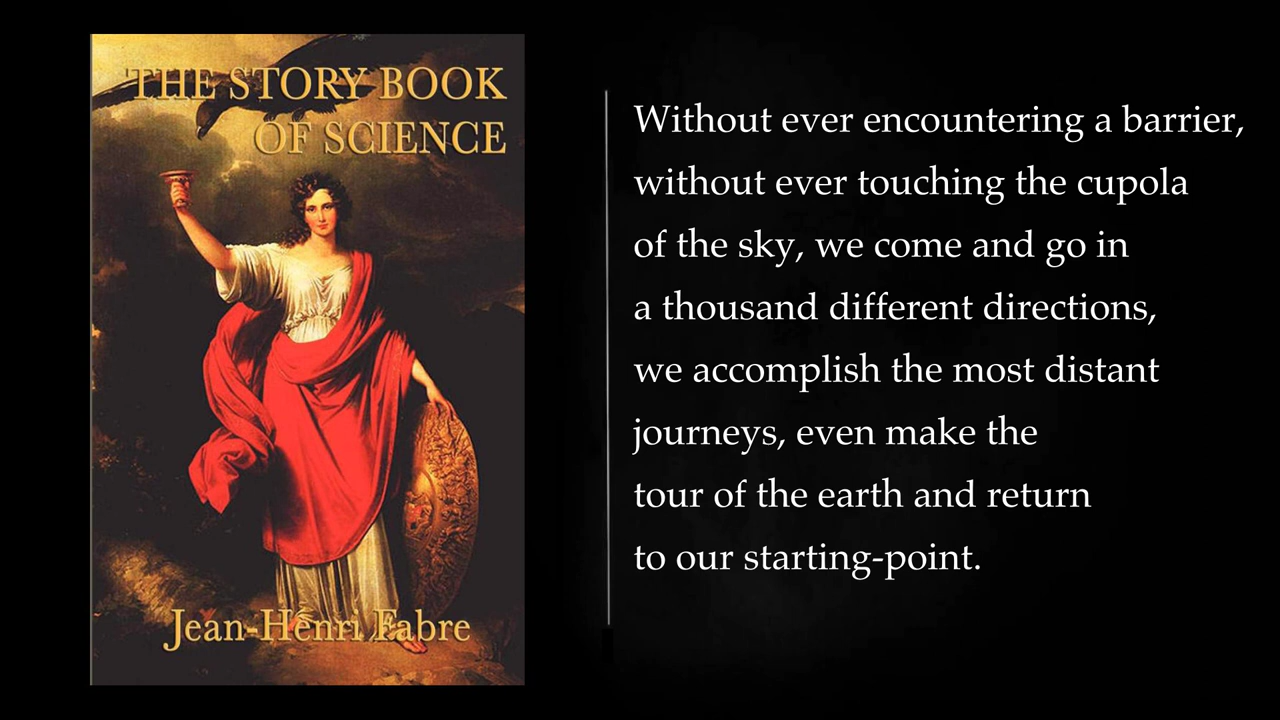 THE STORY BOOK
OF SCIENCE
Jean-Henri Fabre
Without ever encountering a barrier,
without ever touching the cupola
of the sky, we come and go in
a thousand different directions,
we accomplish the most distant
journeys, even make the
tour of the earth and return
to our starting-point.